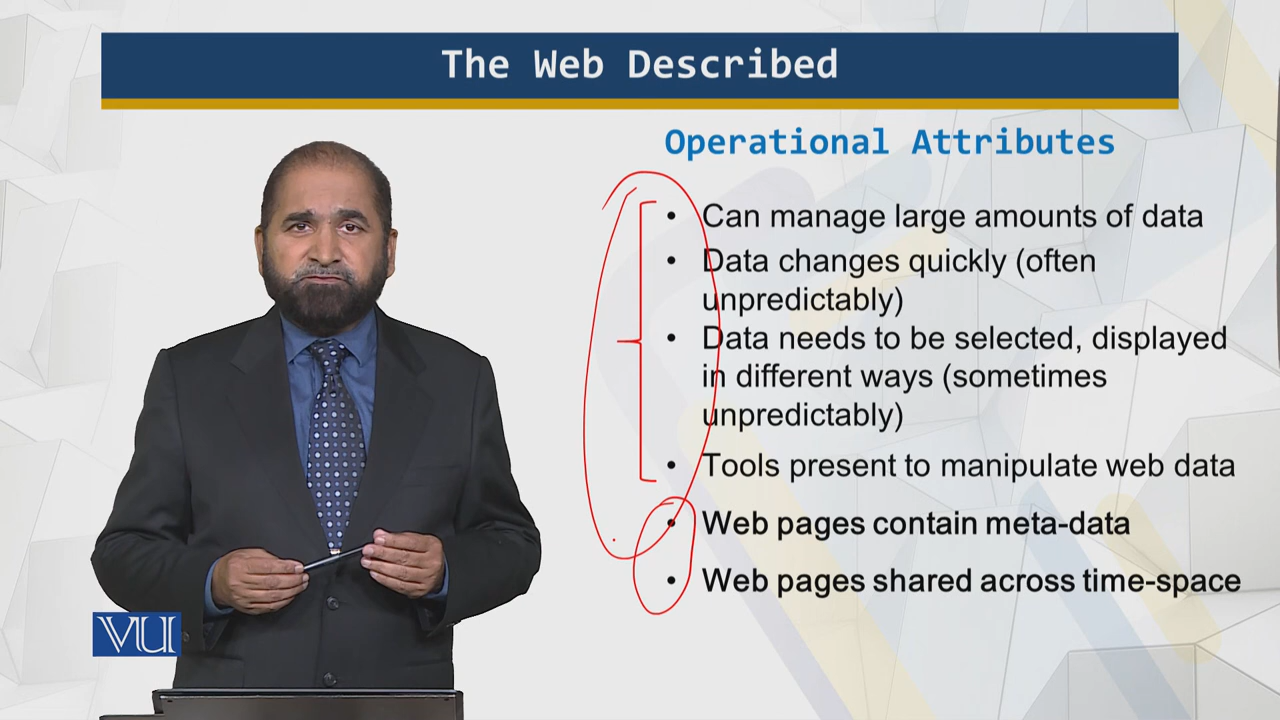 The Web Described
Operational Attributes
• Can manage large amounts of data
• Data changes quickly (often
unpredictably)
• Data needs to be selected, displayed
in different ways (sometimes
unpredictably)
• Tools present to manipulate web data
• Web pages contain meta-data
• Web pages shared across time-space
VU